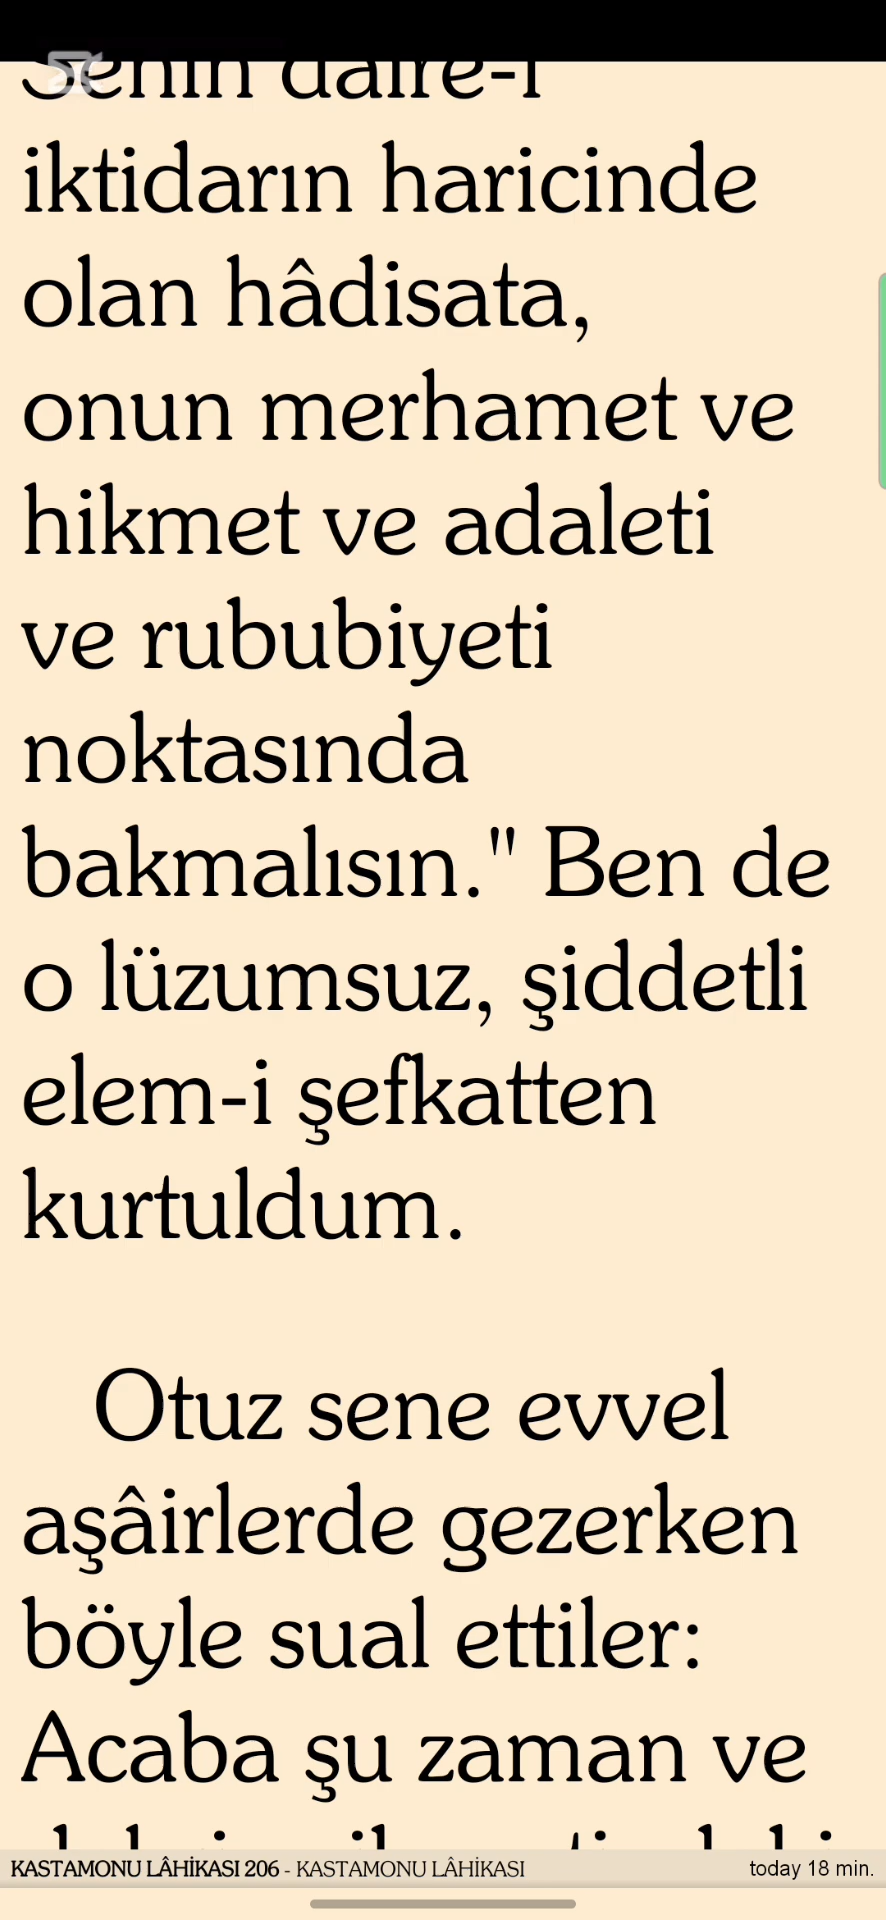 Senin daire-i
iktidarın haricinde
olan hâdisata,
onun merhamet ve
hikmet ve adaleti
ve rububiyeti
noktasında
bakmalısın." Ben de
o lüzumsuz, şiddetli
elem-i şefkatten
kurtuldum.
Otuz sene evvel
aşâirlerde gezerken
böyle sual ettiler:
Acaba şu zaman ve
KASTAMONU LÂHİKASI 206 - KASTAMONU LÂHİKASI today 18 min.